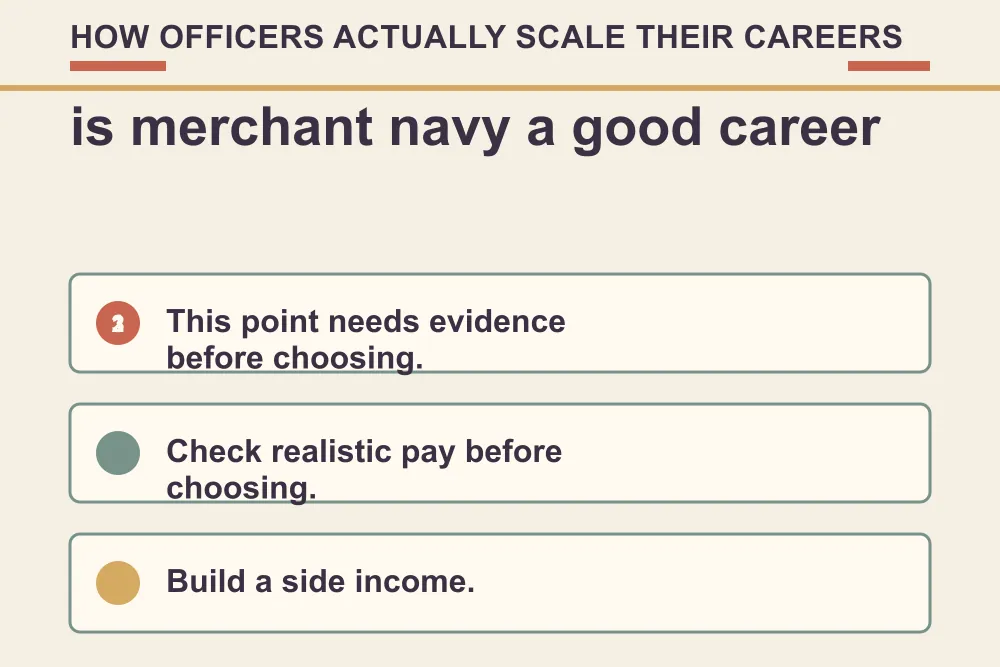 HOW OFFICERS ACTUALLY SCALE THEIR CAREERS
is merchant navy a good career
This point needs evidence
before choosing.
Check realistic pay before
choosing.
Build a side income.